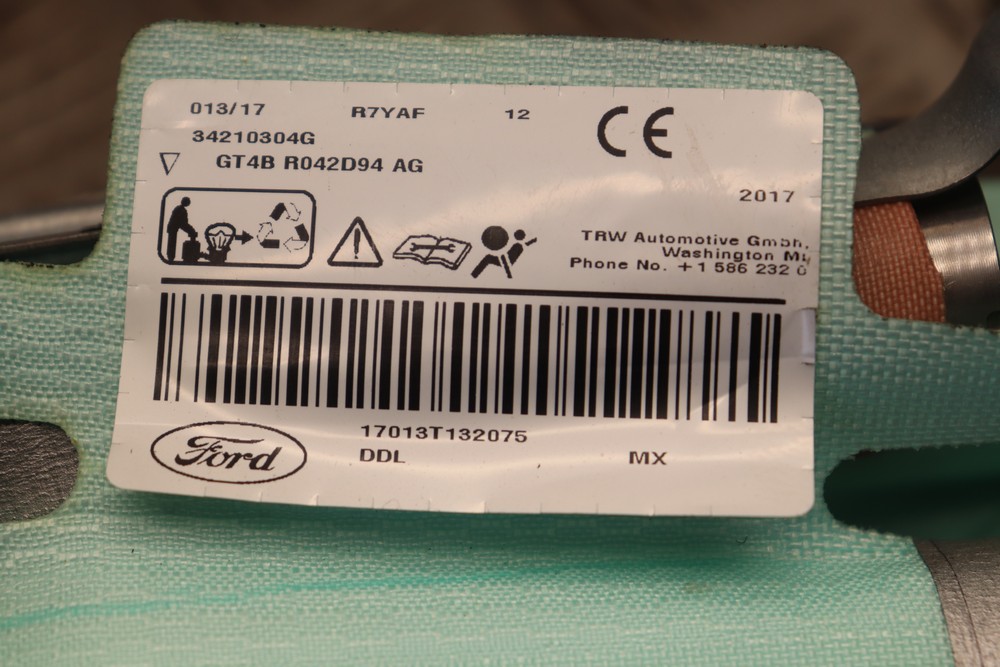 013/17 R7YAF 12
34210304G
GT4B R042D94 AG
CE
2017
TRW Automotive GmbH,
Washington
Phone No. +1 586 232
17013T132075
DDL MX
Ford